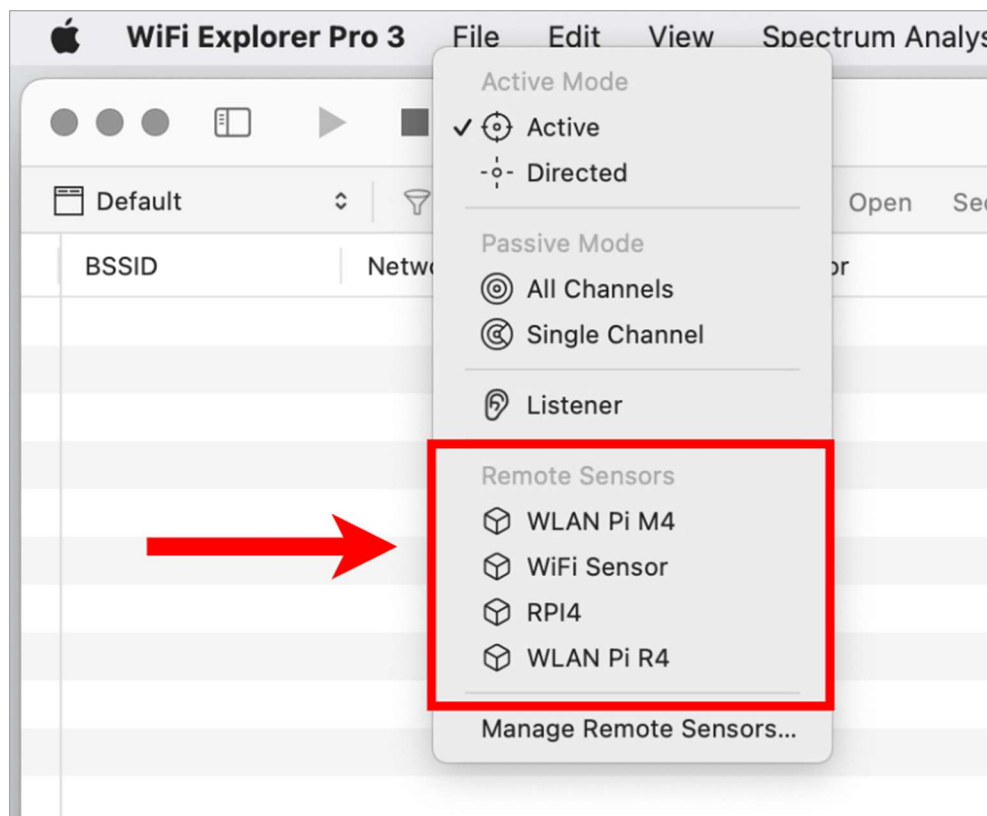 WiFi Explorer Pro 3 File Edit View Spectrum
Active Mode
Active
Directed
Default
Open
Passive Mode
BSSID
All Channels
Single Channel
Listener
Remote Sensors
WLAN Pi M4
WiFi Sensor
RPI4
WLAN Pi R4
Manage Remote Sensors...